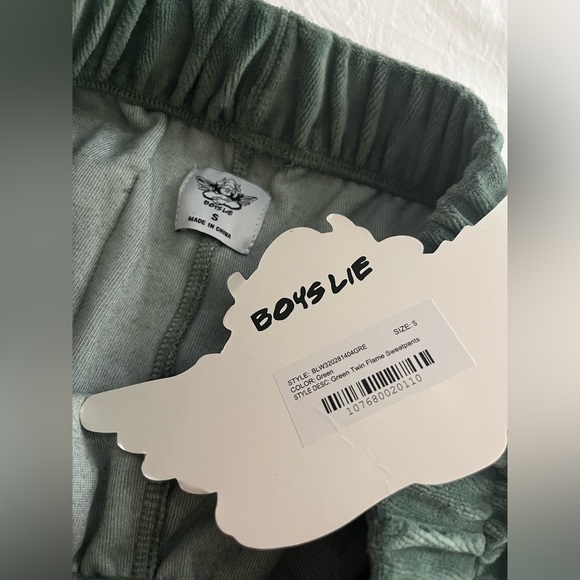 BOYS LIE
S
MADE IN CHINA
BOYS LIE
STYLE: BLW320281404GRE
SIZE: S
COLOR: Green
STYLE DESC: Green Twin Flame Sweatpants
107680020110